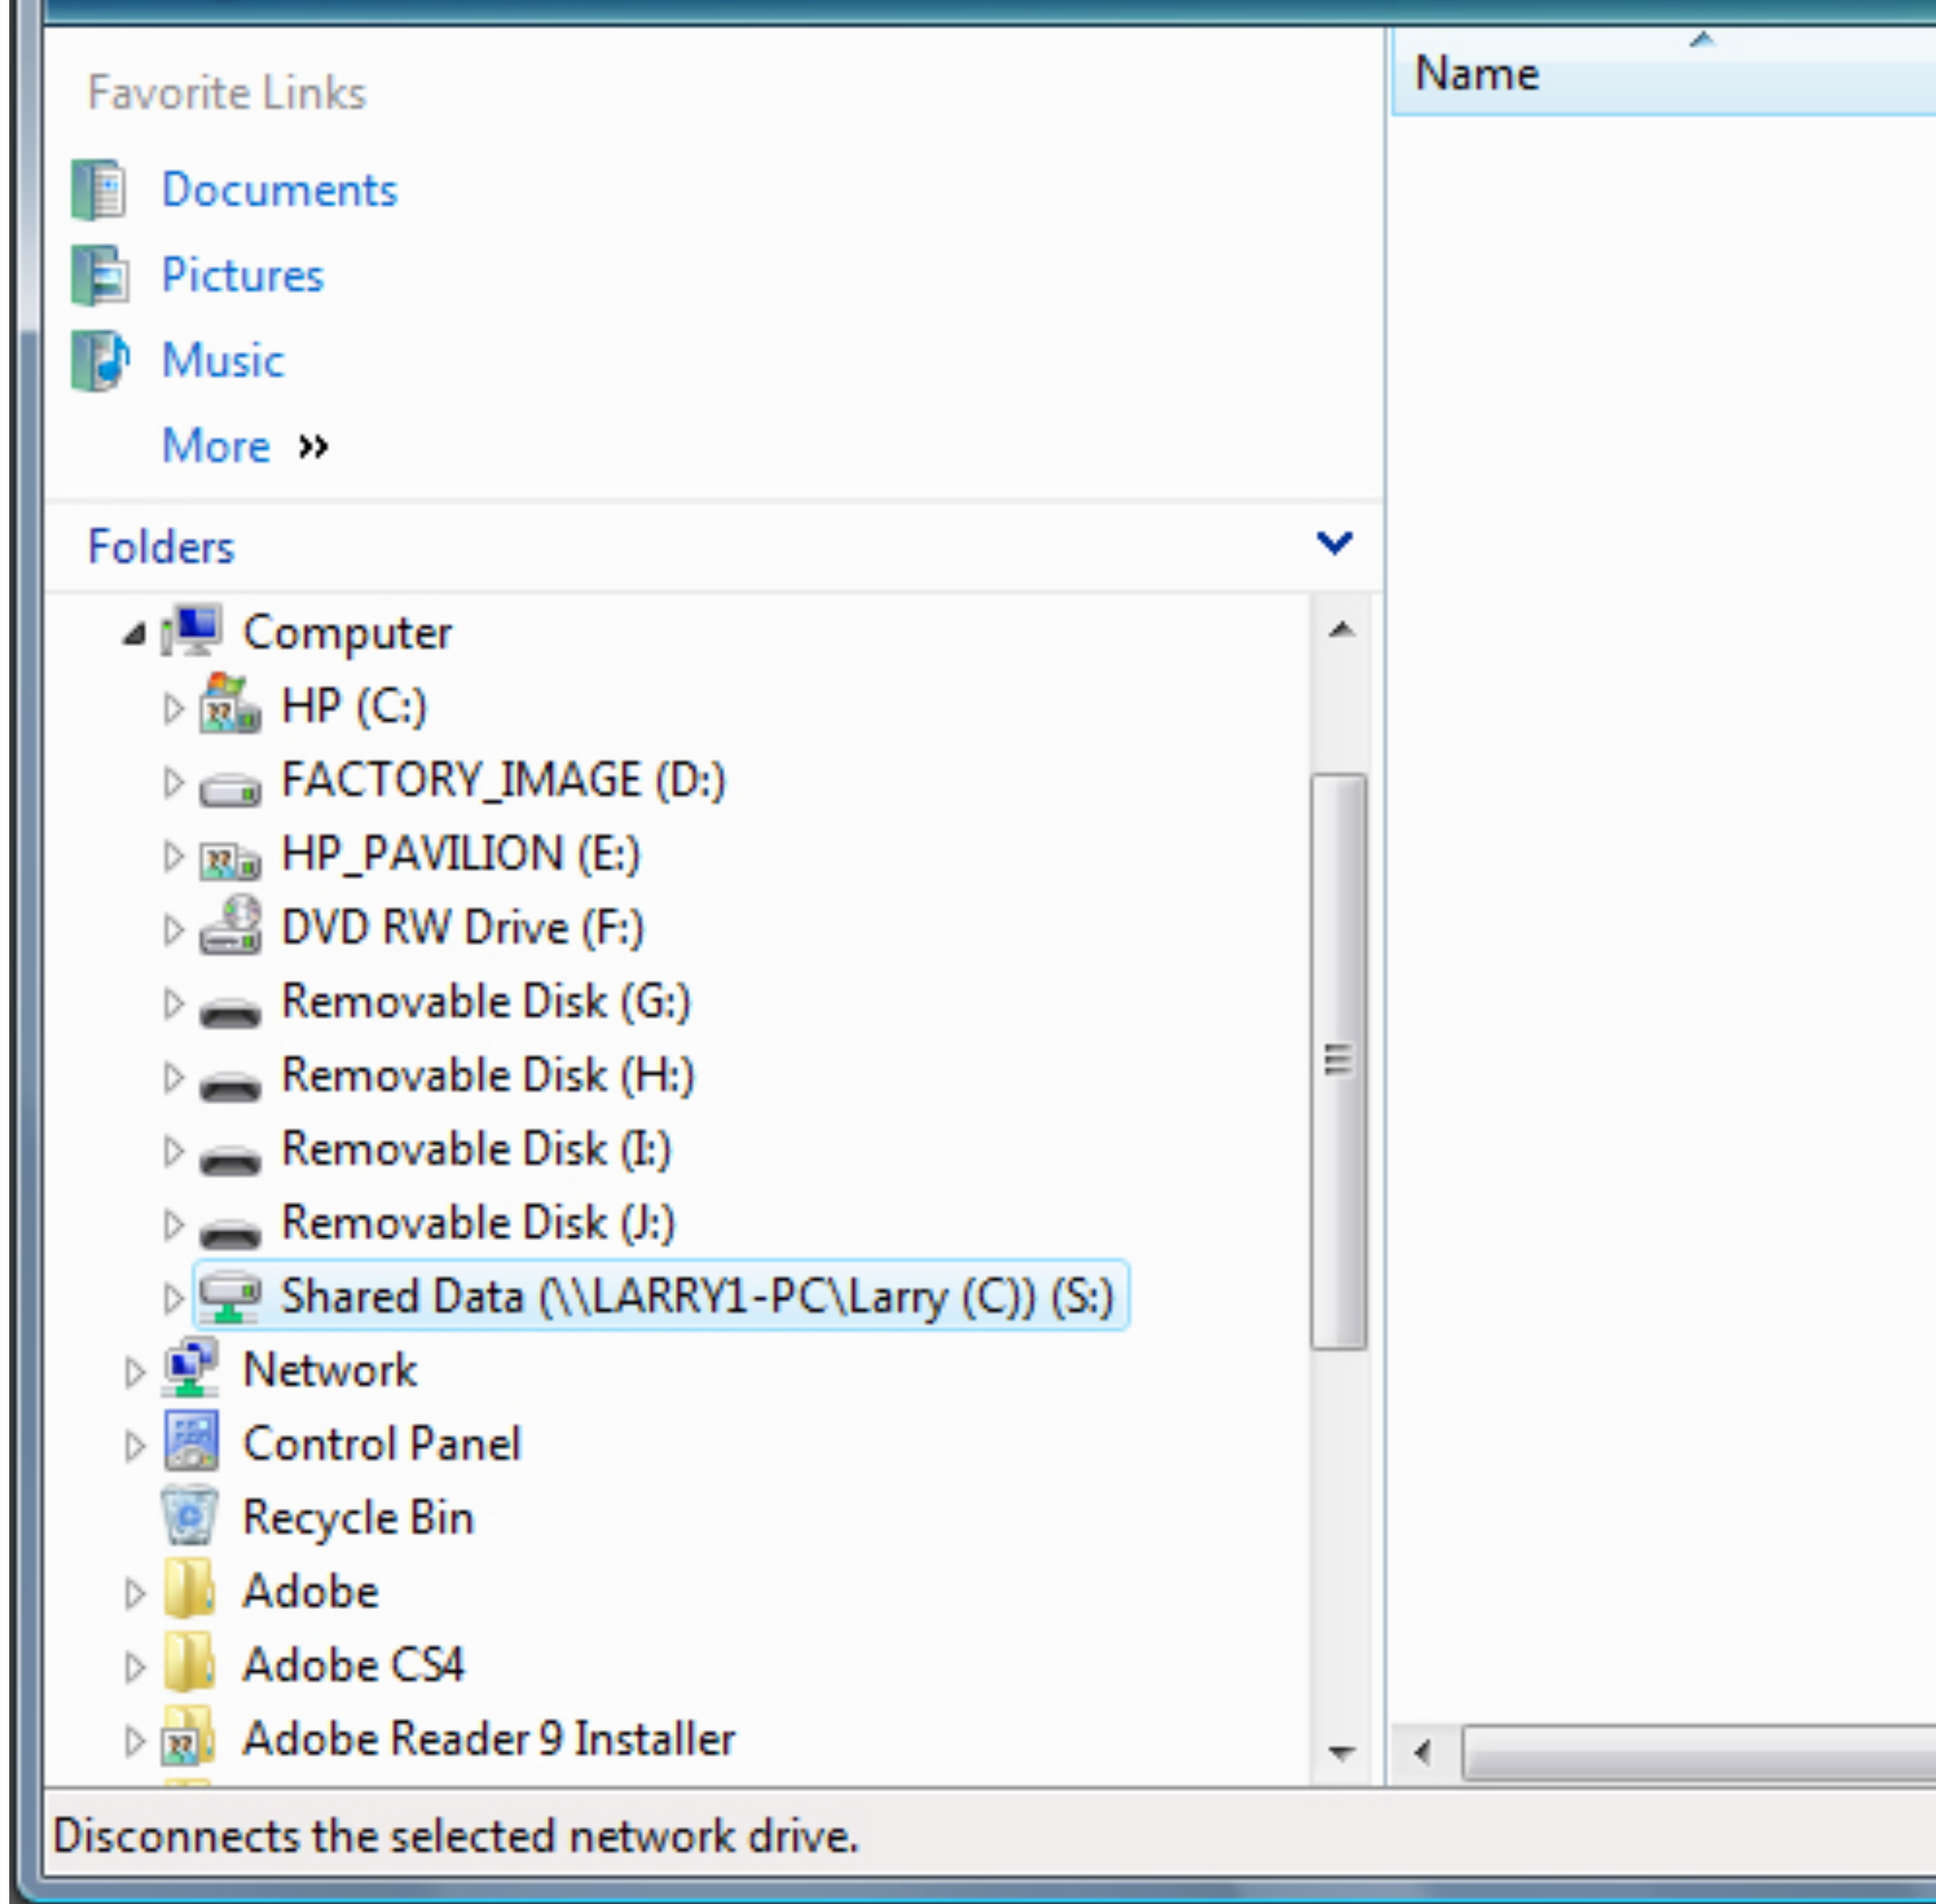 Favorite Links
Name
Documents
Pictures
Music
More »
Folders
Computer
HP (C:)
FACTORY_IMAGE (D:)
HP_PAVILION (E:)
DVD RW Drive (F:)
Removable Disk (G:)
Removable Disk (H:)
Removable Disk (I:)
Removable Disk (J:)
Shared Data (\\LARRY1-PC\Larry (C)) (S:)
Network
Control Panel
Recycle Bin
Adobe
Adobe CS4
Adobe Reader 9 Installer
Disconnects the selected network drive.